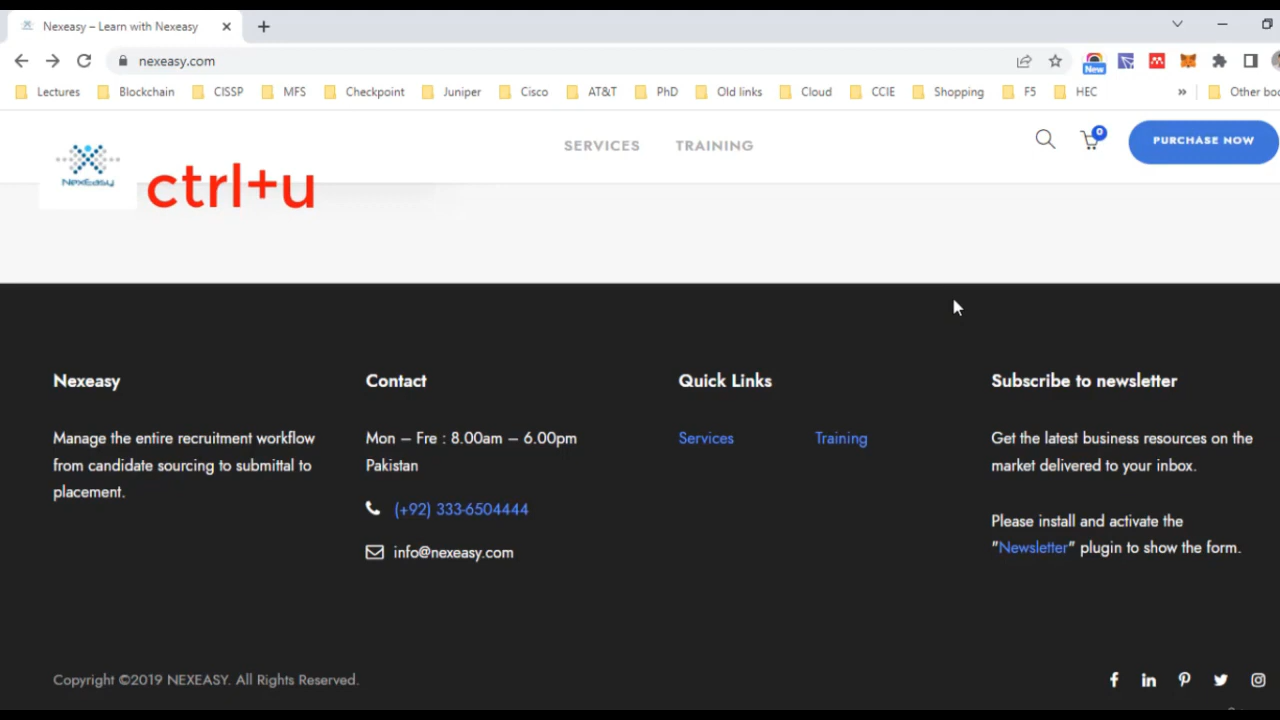 Nexeasy – Learn with Nexeasy
nexeasy.com
New
Lectures Blockchain CISSP MFS Checkpoint Juniper Cisco AT&T PhD Old links Cloud CCIE Shopping F5 HEC » Other boo
NexEasy
ctrl+u
SERVICES TRAINING
0
PURCHASE NOW
Nexeasy
Manage the entire recruitment workflow
from candidate sourcing to submittal to
placement.
Contact
Mon – Fre : 8.00am – 6.00pm
Pakistan
(+92) 333-6504444
info@nexeasy.com
Quick Links
Services Training
Subscribe to newsletter
Get the latest business resources on the
market delivered to your inbox.
Please install and activate the
"Newsletter" plugin to show the form.
Copyright ©2019 NEXEASY. All Rights Reserved.